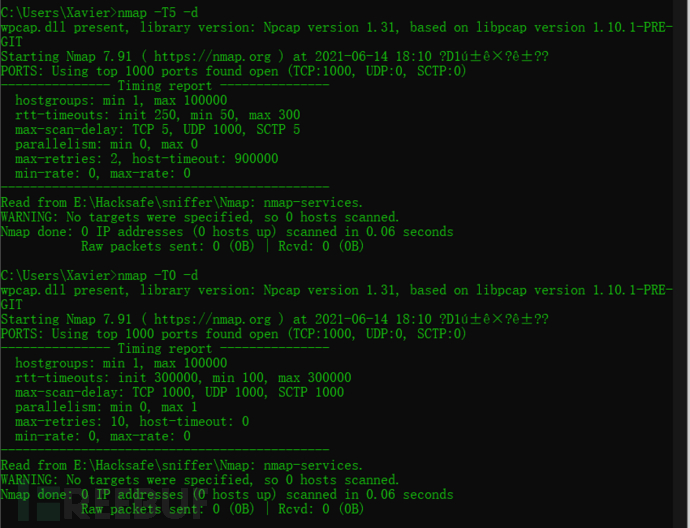 C:\Users\Xavier>nmap -T5 -d
wpcap.dll present, library version: Npcap version 1.31, based on libpcap version 1.10.1-PRE-
GIT
Starting Nmap 7.91 ( https://nmap.org ) at 2021-06-14 18:10 ?D1ú±ê×?ê±??
PORTS: Using top 1000 ports found open (TCP:1000, UDP:0, SCTP:0)
--------------- Timing report ---------------
  hostgroups: min 1, max 100000
  rtt-timeouts: init 250, min 50, max 300
  max-scan-delay: TCP 5, UDP 1000, SCTP 5
  parallelism: min 0, max 0
  max-retries: 2, host-timeout: 900000
  min-rate: 0, max-rate: 0
---------------------------------------------
Read from E:\Hacksafe\sniffer\Nmap: nmap-services.
WARNING: No targets were specified, so 0 hosts scanned.
Nmap done: 0 IP addresses (0 hosts up) scanned in 0.06 seconds
           Raw packets sent: 0 (0B) | Rcvd: 0 (0B)
C:\Users\Xavier>nmap -T0 -d
wpcap.dll present, library version: Npcap version 1.31, based on libpcap version 1.10.1-PRE-
GIT
Starting Nmap 7.91 ( https://nmap.org ) at 2021-06-14 18:10 ?D1ú±ê×?ê±??
PORTS: Using top 1000 ports found open (TCP:1000, UDP:0, SCTP:0)
--------------- Timing report ---------------
  hostgroups: min 1, max 100000
  rtt-timeouts: init 300000, min 100, max 300000
  max-scan-delay: TCP 1000, UDP 1000, SCTP 1000
  parallelism: min 0, max 1
  max-retries: 10, host-timeout: 0
  min-rate: 0, max-rate: 0
---------------------------------------------
Read from E:\Hacksafe\sniffer\Nmap: nmap-services.
WARNING: No targets were specified, so 0 hosts scanned.
Nmap done: 0 IP addresses (0 hosts up) scanned in 0.06 seconds
           Raw packets sent: 0 (0B) | Rcvd: 0 (0B)
FREEBUF